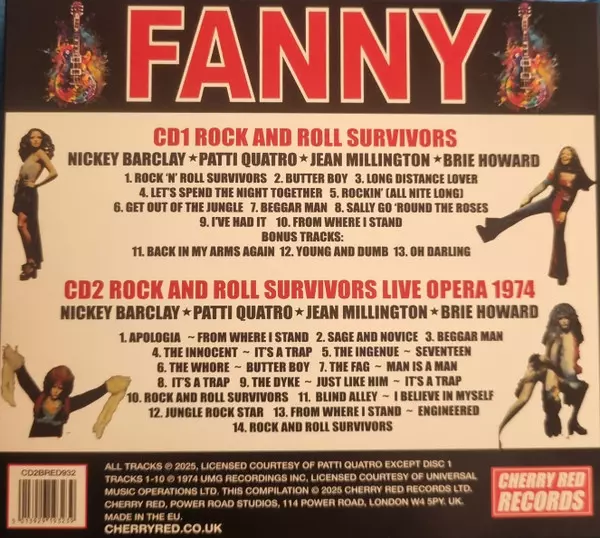 FANNY
CD1 ROCK AND ROLL SURVIVORS
NICKEY BARCLAY ★ PATTI QUATRO ★ JEAN MILLINGTON ★ BRIE HOWARD
1. ROCK 'N' ROLL SURVIVORS 2. BUTTER BOY 3. LONG DISTANCE LOVER
4. LET'S SPEND THE NIGHT TOGETHER 5. ROCKIN' (ALL NITE LONG)
6. GET OUT OF THE JUNGLE 7. BEGGAR MAN 8. SALLY GO 'ROUND THE ROSES
9. I'VE HAD IT 10. FROM WHERE I STAND
BONUS TRACKS:
11. BACK IN MY ARMS AGAIN 12. YOUNG AND DUMB 13. OH DARLING
CD2 ROCK AND ROLL SURVIVORS LIVE OPERA 1974
NICKEY BARCLAY ★ PATTI QUATRO ★ JEAN MILLINGTON ★ BRIE HOWARD
1. APOLOGIA ~ FROM WHERE I STAND 2. SAGE AND NOVICE 3. BEGGAR MAN
4. THE INNOCENT ~ IT'S A TRAP 5. THE INGENUE ~ SEVENTEEN
6. THE WHORE ~ BUTTER BOY 7. THE FAG ~ MAN IS A MAN
8. IT'S A TRAP 9. THE DYKE ~ JUST LIKE HIM ~ IT'S A TRAP
10. ROCK AND ROLL SURVIVORS 11. BLIND ALLEY ~ I BELIEVE IN MYSELF
12. JUNGLE ROCK STAR 13. FROM WHERE I STAND ~ ENGINEERED
14. ROCK AND ROLL SURVIVORS
CD2BRED932
ALL TRACKS ℗ 2025, LICENSED COURTESY OF PATTI QUATRO EXCEPT DISC 1
TRACKS 1-10 ℗ 1974 UMG RECORDINGS INC, LICENSED COURTESY OF UNIVERSAL
MUSIC OPERATIONS LTD. THIS COMPILATION © 2025 CHERRY RED RECORDS LTD.
CHERRY RED, POWER ROAD STUDIOS, 114 POWER ROAD, LONDON W4 5PY. UK.
MADE IN THE EU.
CHERRYRED.CO.UK
CHERRY RED
RECORDS